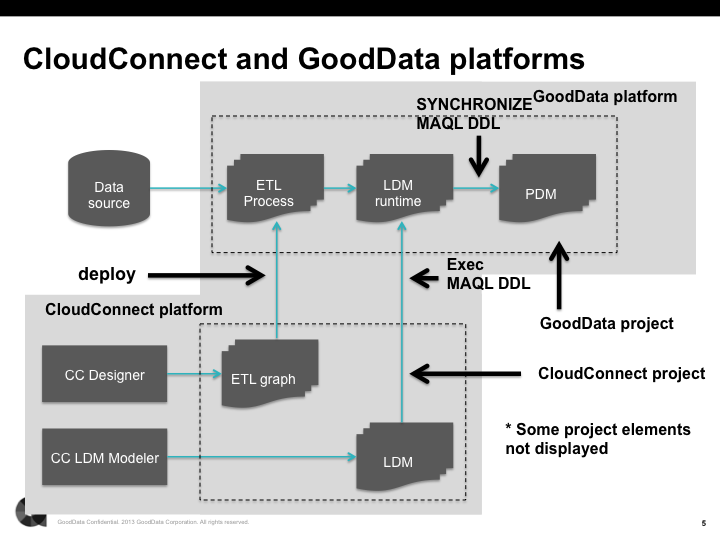 CloudConnect and GoodData platforms
GoodData platform
SYNCHRONIZE
MAQL DDL
Data
source
ETL
Process
LDM
runtime
PDM
deploy
Exec
MAQL DDL
CloudConnect platform
GoodData project
CC Designer
ETL graph
CloudConnect project
* Some project elements
not displayed
CC LDM Modeler
LDM
GoodData Confidential. 2013 GoodData Corporation. All rights reserved.
5